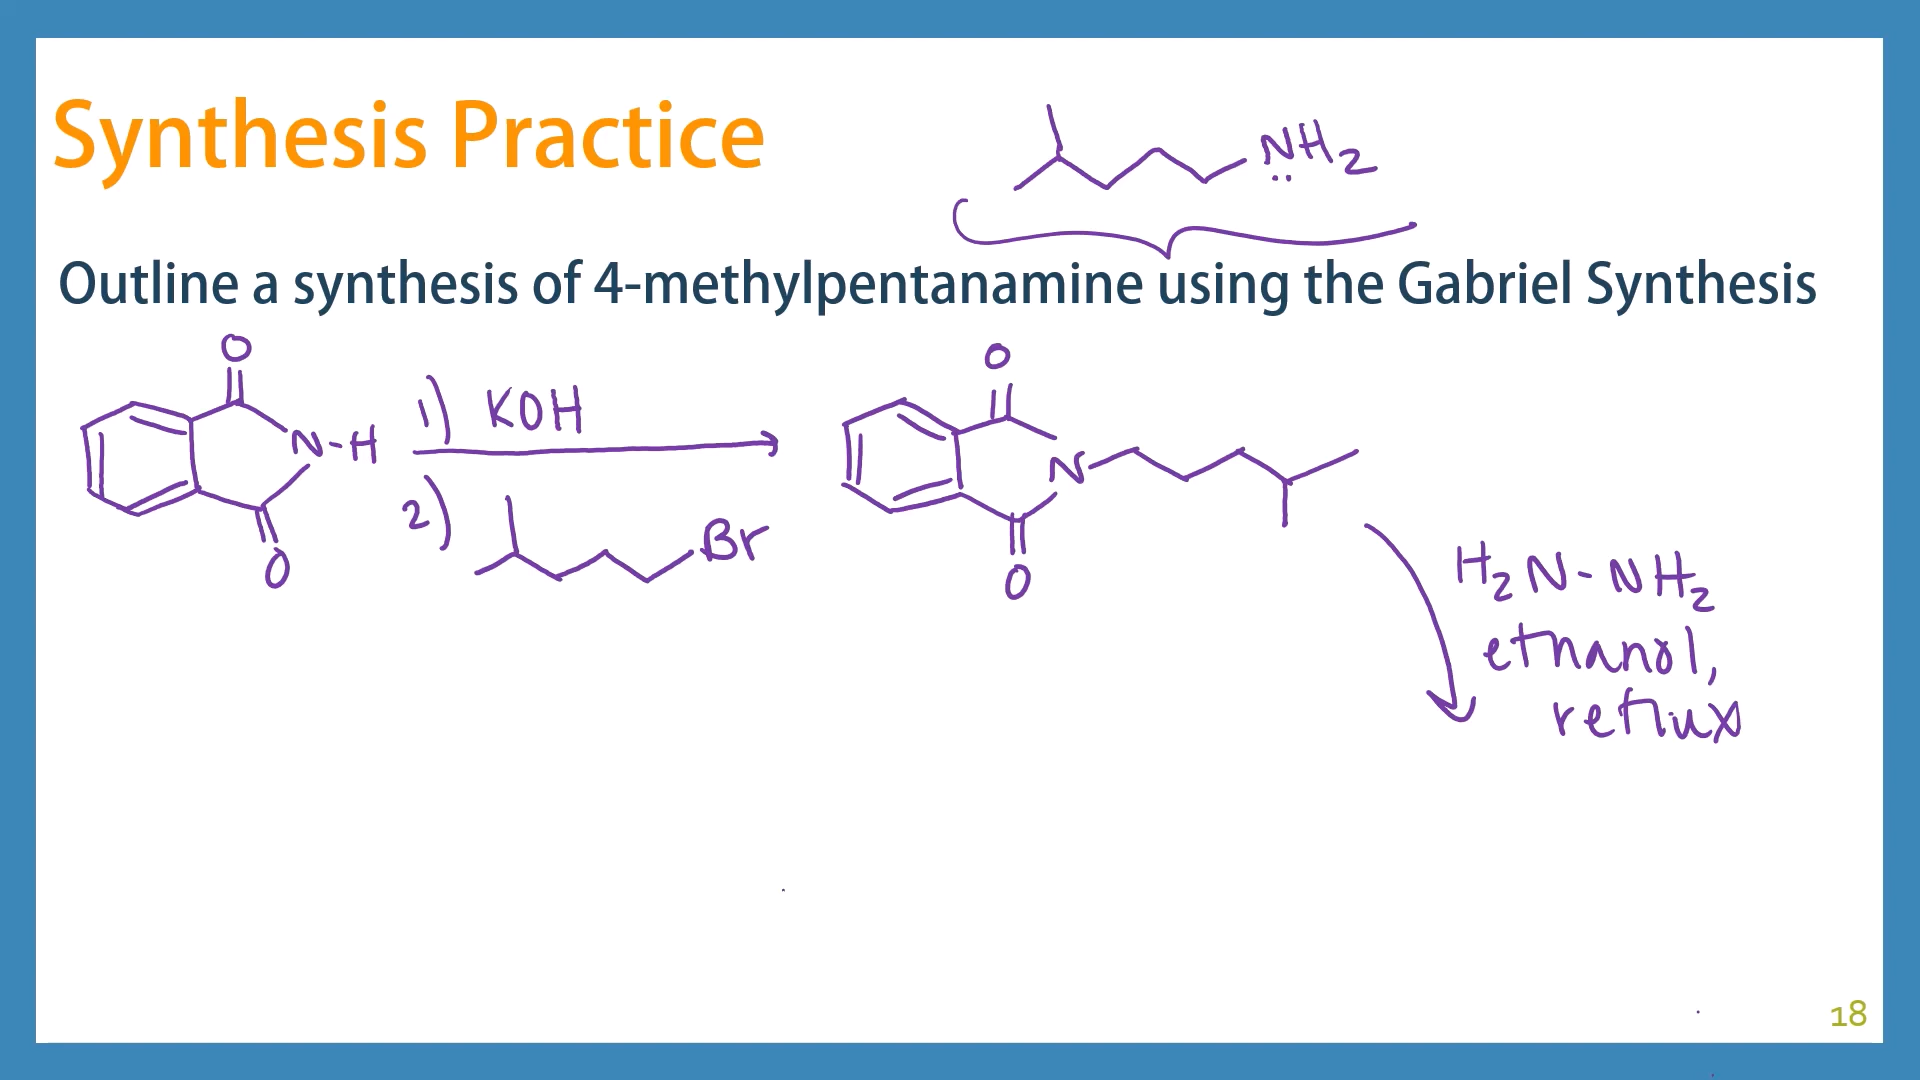 Synthesis Practice
NH2
Outline a synthesis of 4-methylpentanamine using the Gabriel Synthesis
O
N-H
O
1) KOH
2)
Br
O
N
O
H2N-NH2
ethanol,
reflux
18